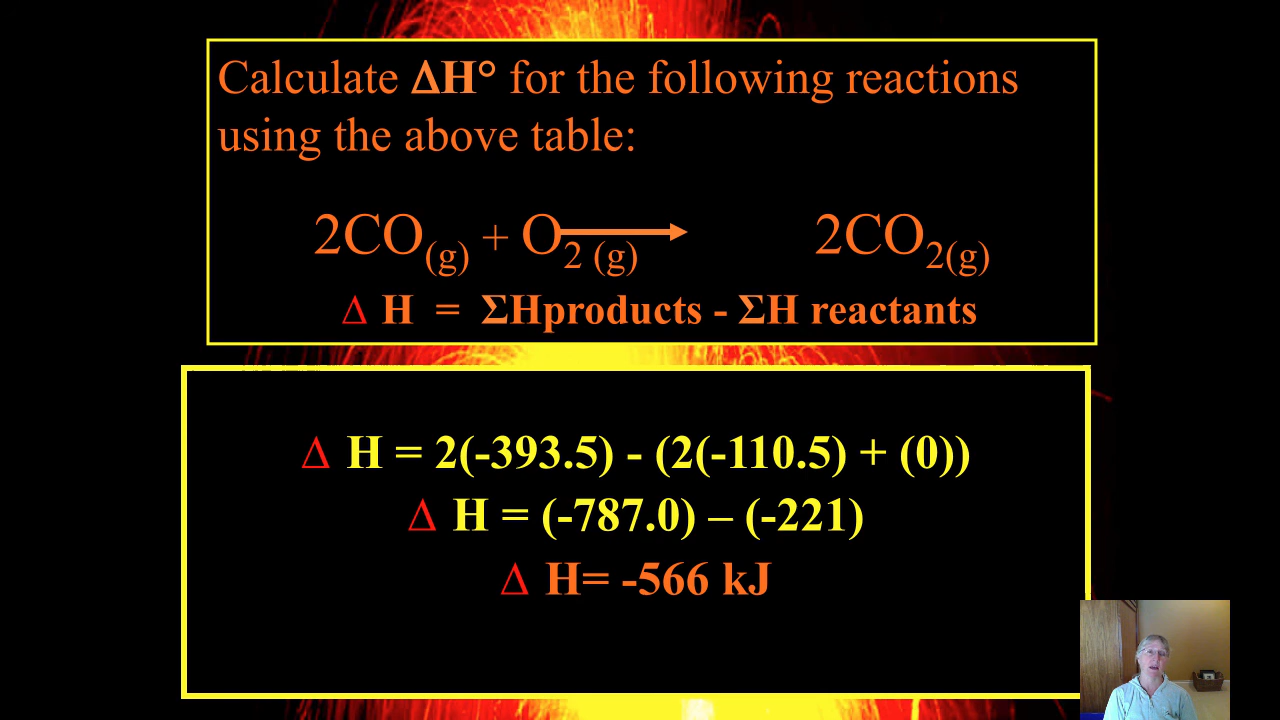 Calculate ΔH° for the following reactions
using the above table:
2CO(g) + O2 (g) → 2CO2(g)
Δ H = ΣHproducts - ΣH reactants
Δ H = 2(-393.5) - (2(-110.5) + (0))
Δ H = (-787.0) – (-221)
Δ H= -566 kJ